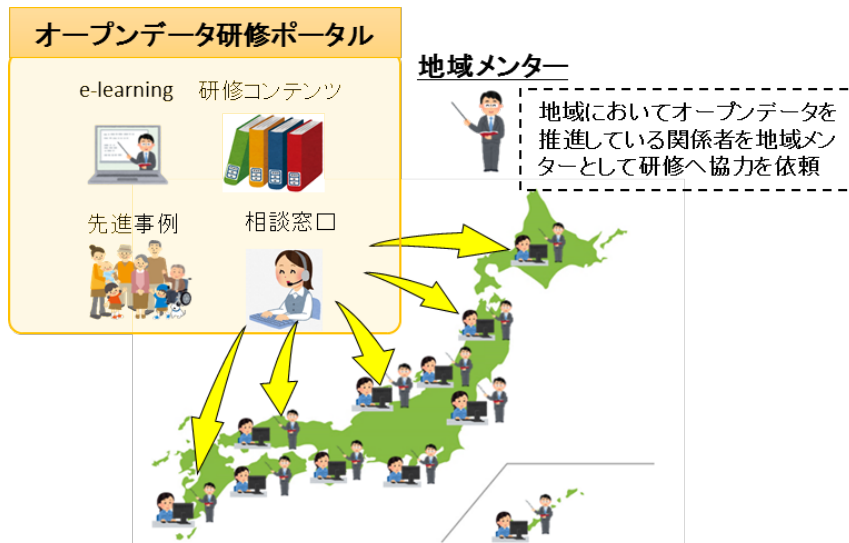 オープンデータ研修ポータル
e-learning 研修コンテンツ
先進事例 相談窓口
地域メンター
地域においてオープンデータを
推進している関係者を地域メン
ターとして研修へ協力を依頼